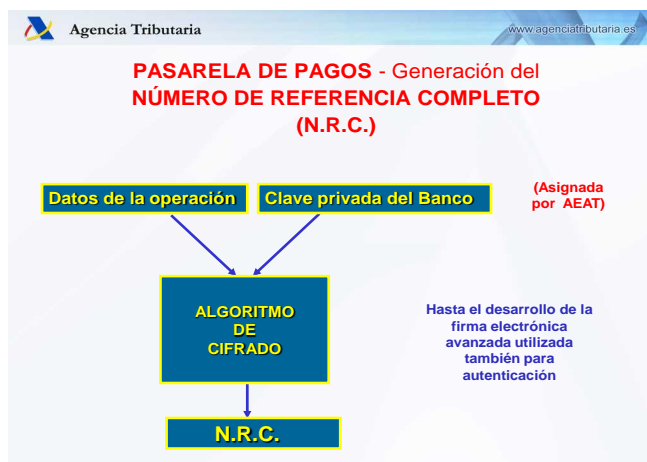 Agencia Tributaria
www.agenciatributaria.es
PASARELA DE PAGOS - Generación del
NÚMERO DE REFERENCIA COMPLETO
(N.R.C.)
Datos de la operación
Clave privada del Banco
(Asignada
por AEAT)
ALGORITMO
DE
CIFRADO
Hasta el desarrollo de la
firma electrónica
avanzada utilizada
también para
autenticación
N.R.C.